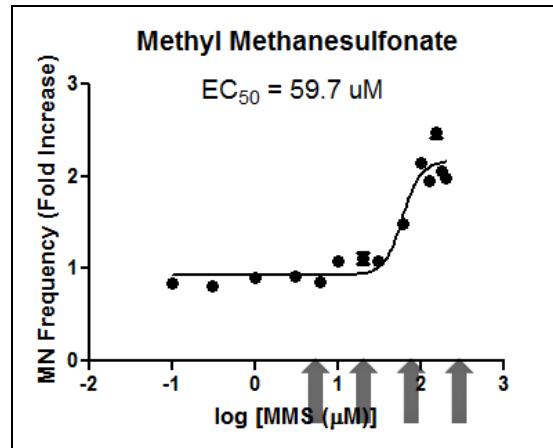 Methyl Methanesulfonate
EC50 = 59.7 uM
MN Frequency (Fold Increase)
3
2
1
0
-2
-1
0
1
2
3
log [MMS (μM)]